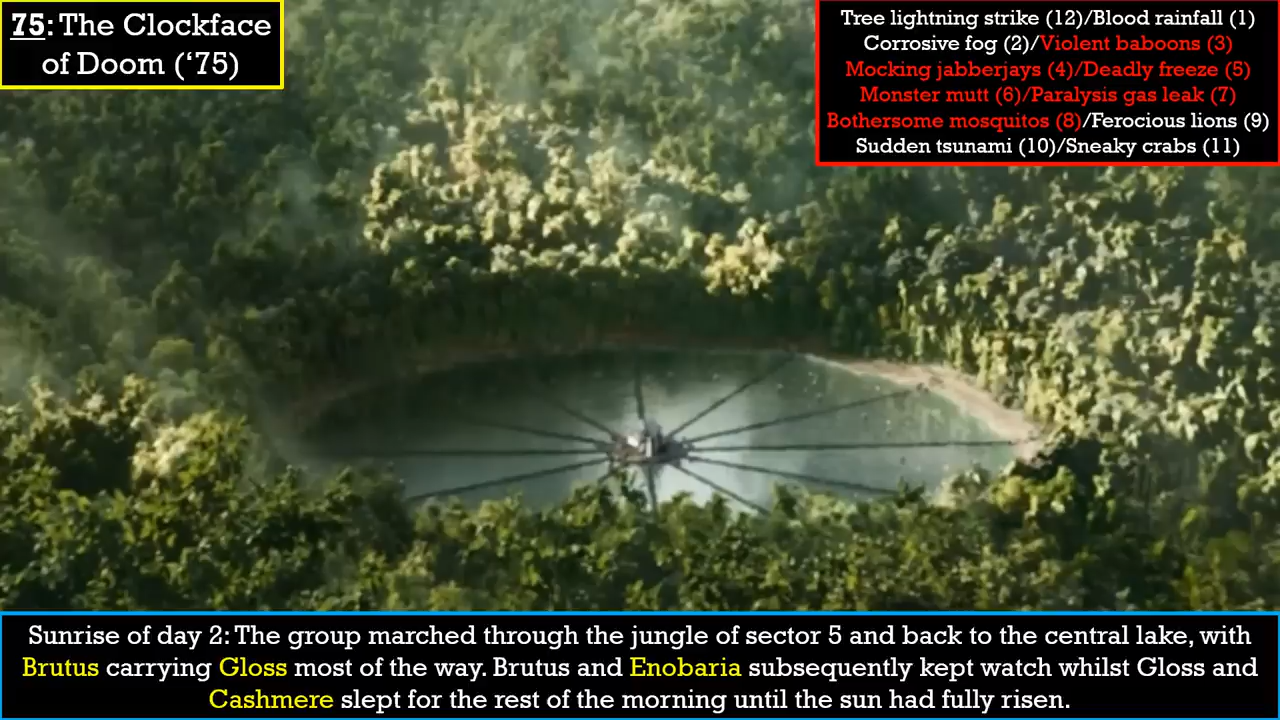 75: The Clockface
of Doom (‘75)
Tree lightning strike (12)/Blood rainfall (1)
Corrosive fog (2)/Violent baboons (3)
Mocking jabberjays (4)/Deadly freeze (5)
Monster mutt (6)/Paralysis gas leak (7)
Bothersome mosquitos (8)/Ferocious lions (9)
Sudden tsunami (10)/Sneaky crabs (11)
Sunrise of day 2: The group marched through the jungle of sector 5 and back to the central lake, with
Brutus carrying Gloss most of the way. Brutus and Enobaria subsequently kept watch whilst Gloss and
Cashmere slept for the rest of the morning until the sun had fully risen.